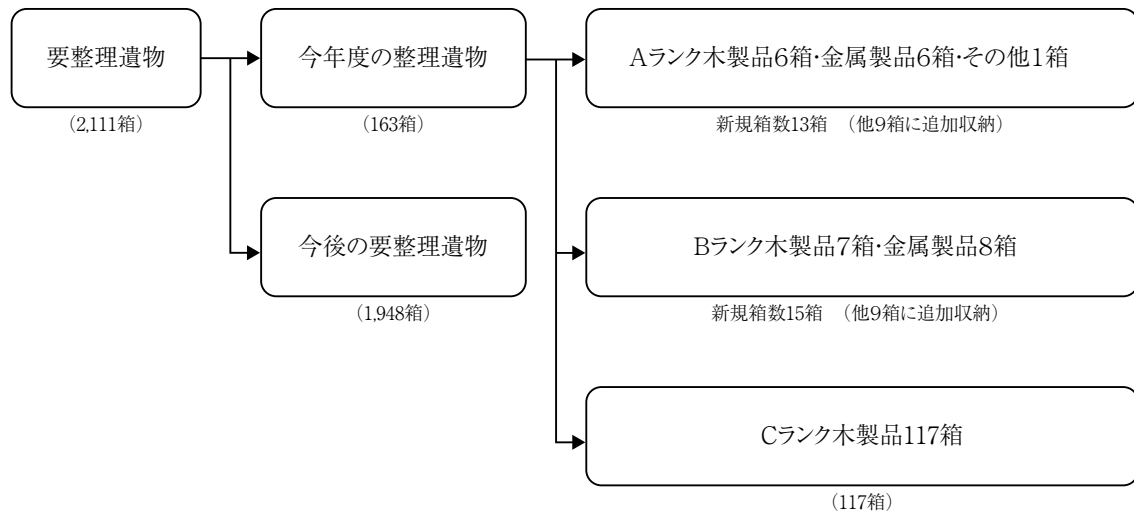 要整理遺物
(2,111箱)
今年度の整理遺物
(163箱)
今後の要整理遺物
(1,948箱)
Aランク木製品6箱・金属製品6箱・その他1箱
新規箱数13箱　(他9箱に追加収納)
Bランク木製品7箱・金属製品8箱
新規箱数15箱　(他9箱に追加収納)
Cランク木製品117箱
(117箱)